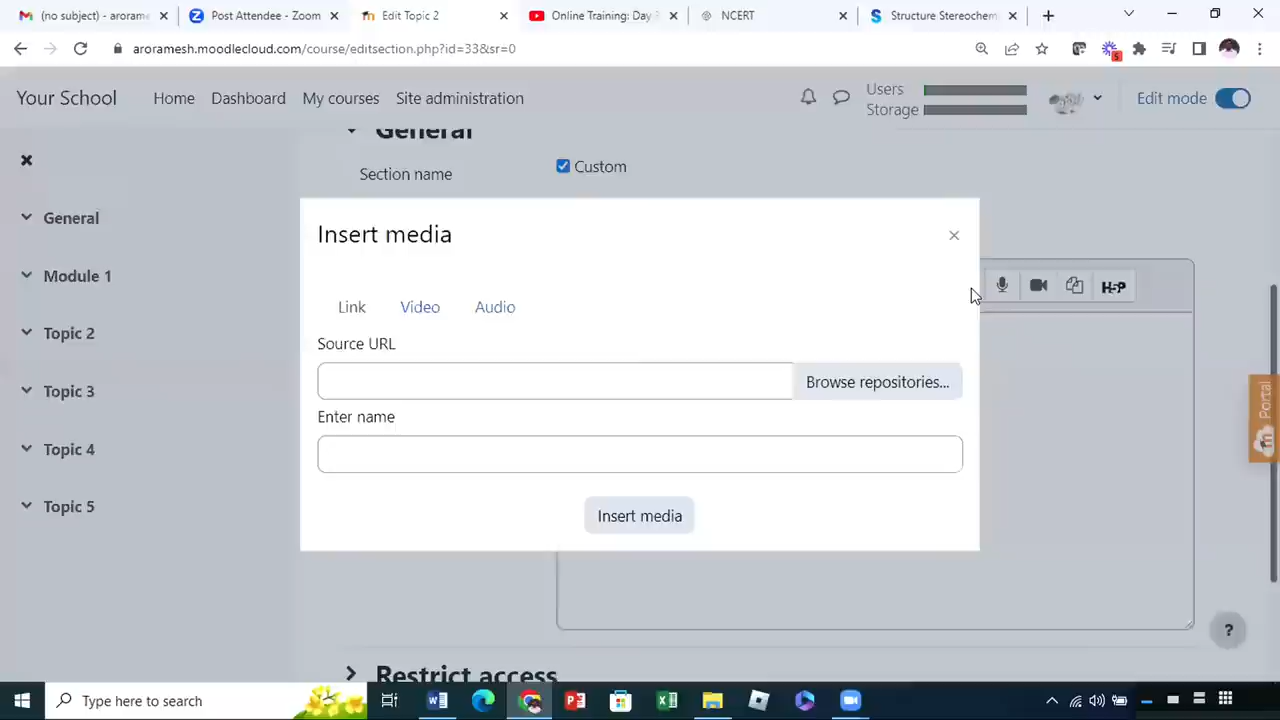 (no subject) - arorame
Post Attendee - Zoom
Edit Topic 2
Online Training: Day
NCERT
Structure Stereochem
aroramesh.moodlecloud.com/course/editsection.php?id=33&sr=0
5
Your School
Home
Dashboard
My courses
Site administration
Users
Storage
Edit mode
General
Section name
Custom
General
Module 1
Topic 2
Topic 3
Topic 4
Topic 5
Insert media
Link
Video
Audio
Source URL
Browse repositories...
Enter name
Insert media
H5P
Portal
?
Restrict access
Type here to search